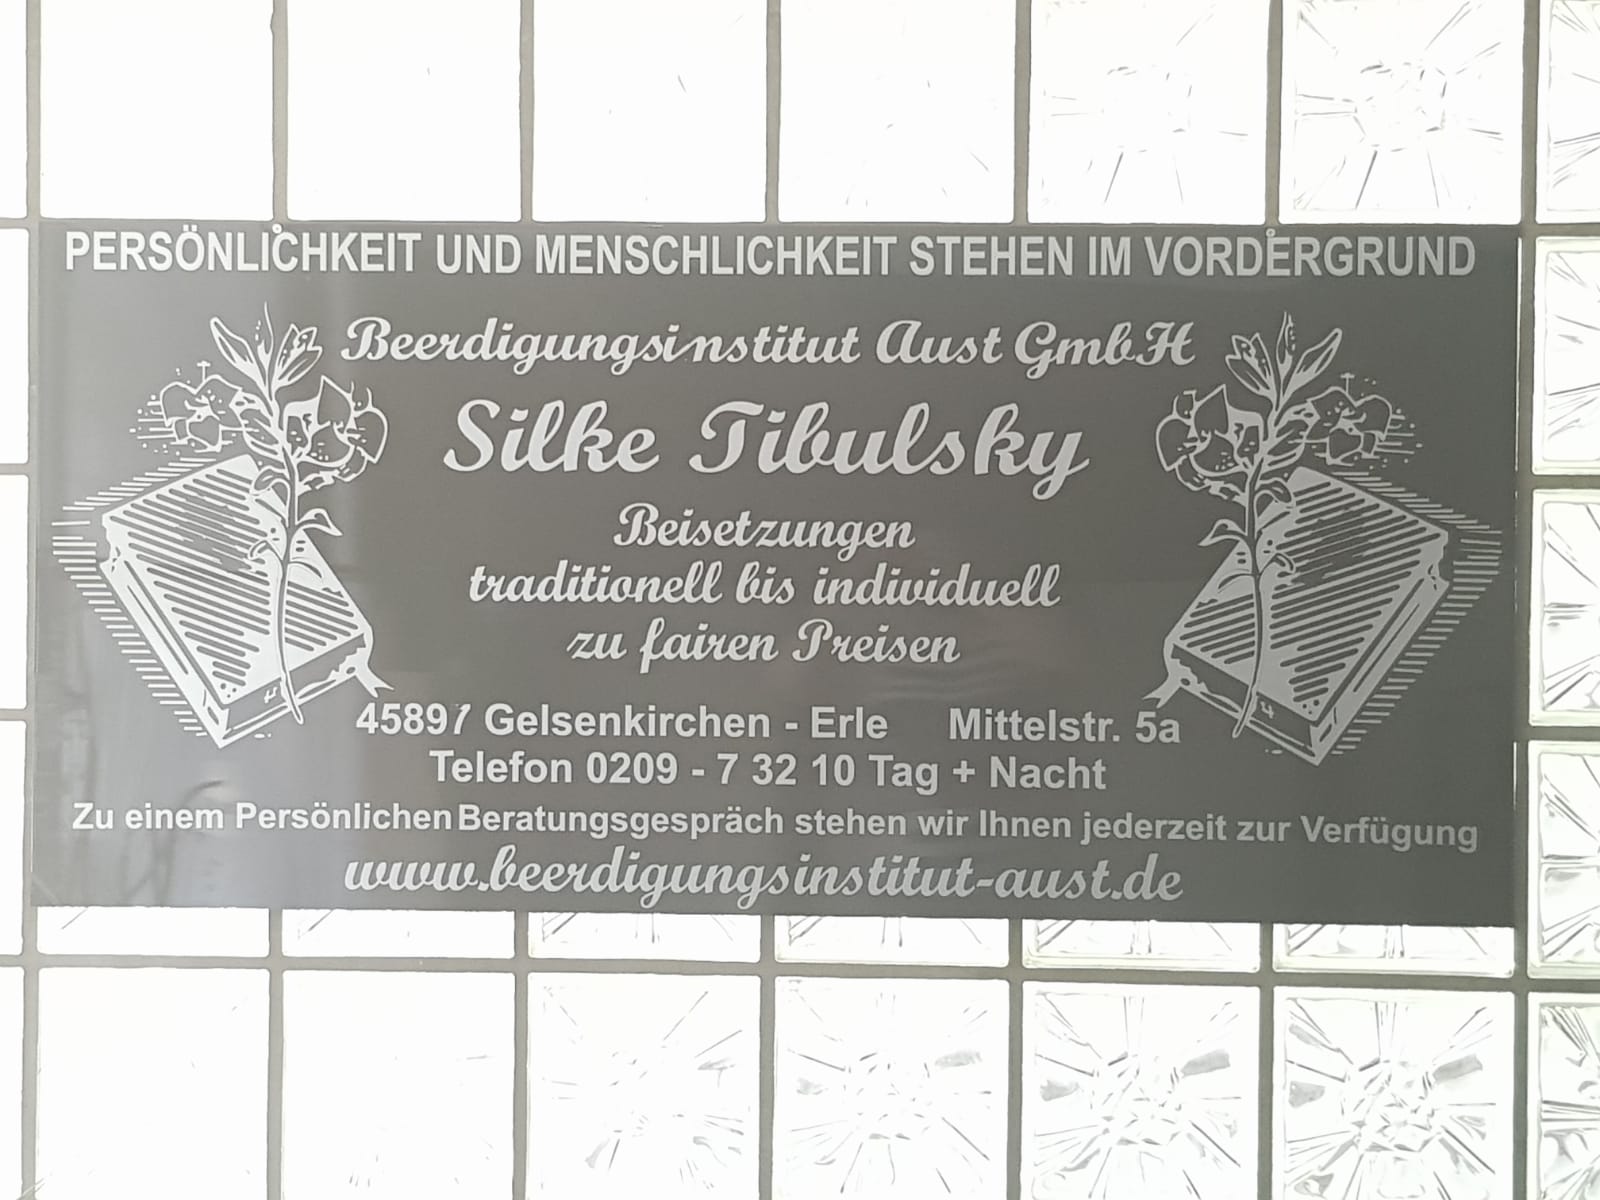 PERSÖNLICHKEIT UND MENSCHLICHKEIT STEHEN IM VORDERGRUND
Beerdigungsinstitut Aust GmbH
Silke Tibulsky
Beisetzungen
traditionell bis individuell
zu fairen Preisen
45891 Gelsenkirchen - Erle Mittelstr. 5a
Telefon 0209 - 7 32 10 Tag + Nacht
Zu einem Persönlichen Beratungsgespräch stehen wir Ihnen jederzeit zur Verfügung
www.beerdigungsinstitut-aust.de